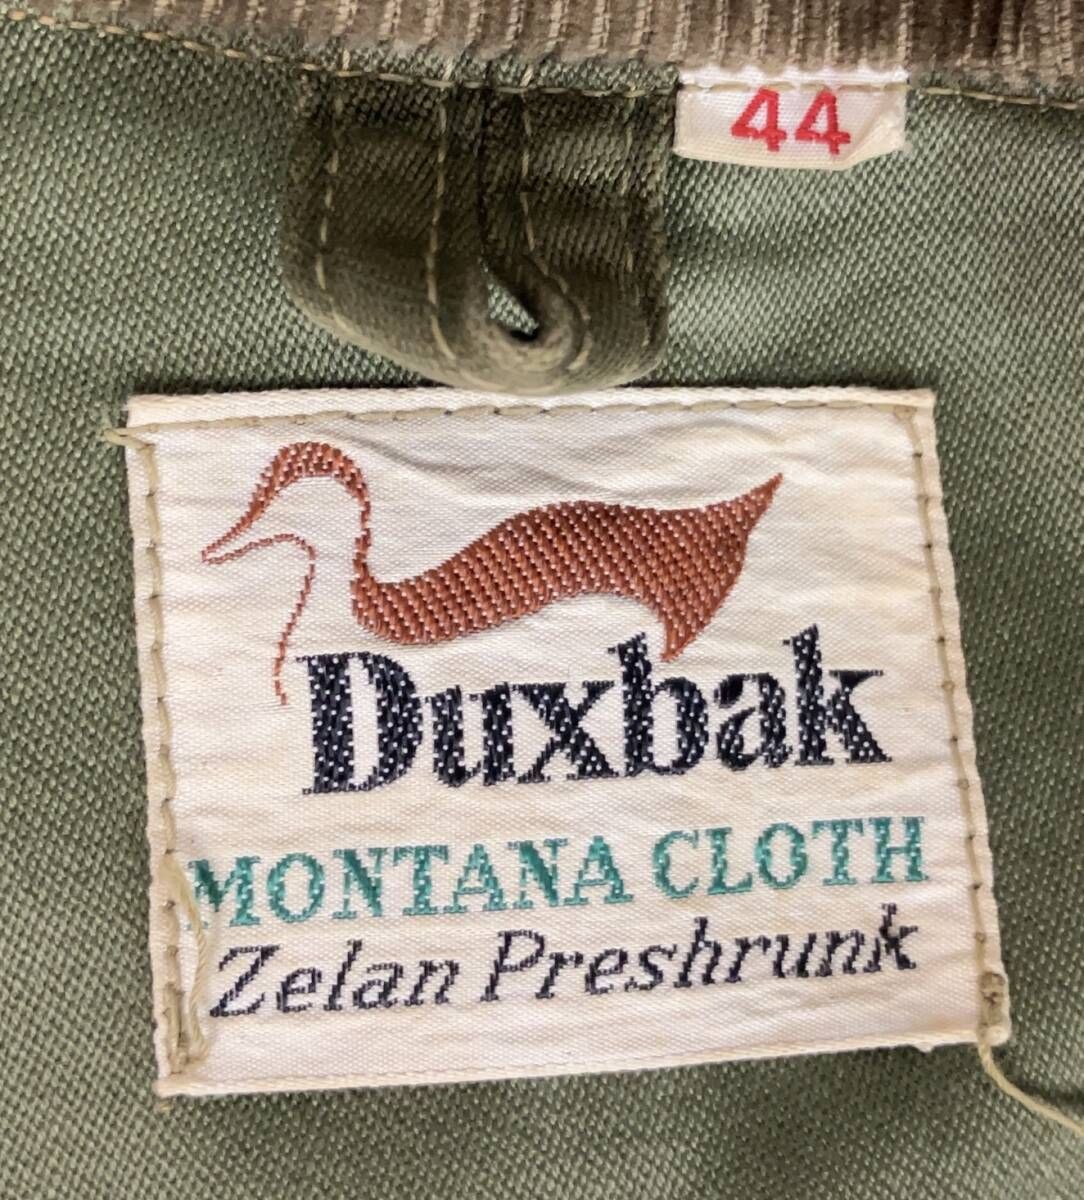 44
Duxbak
MONTANA CLOTH
Zelan Preshrunk